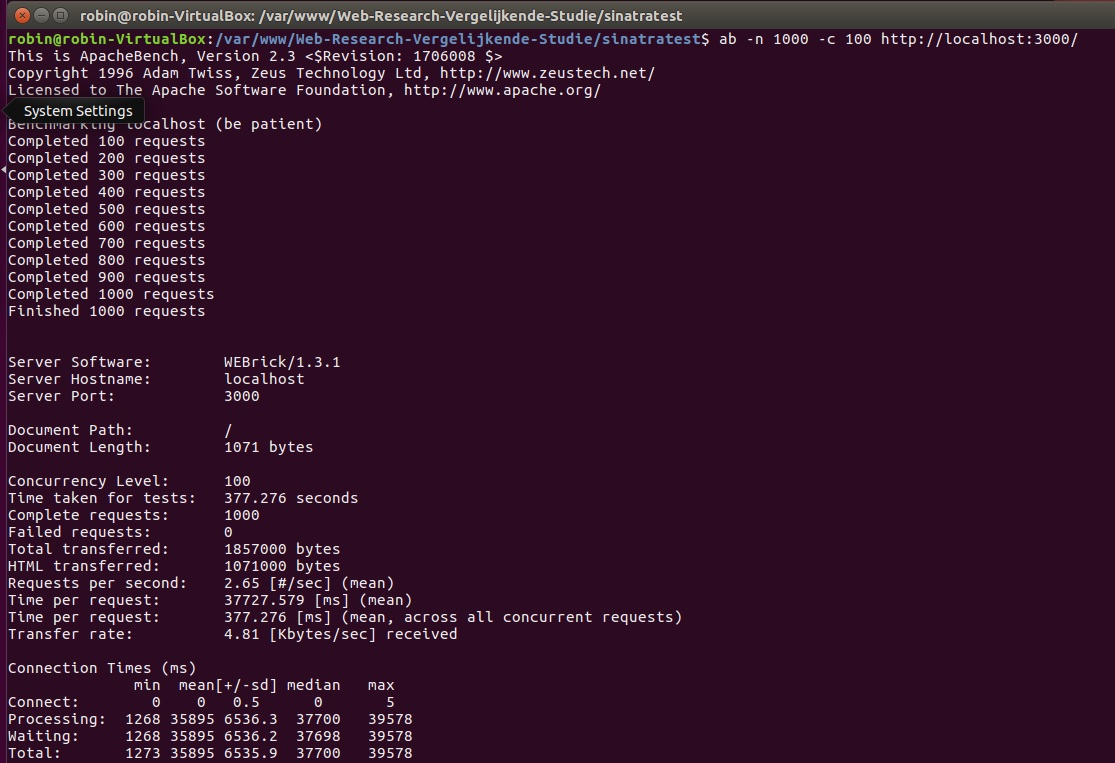 robin@robin-VirtualBox: /var/www/Web-Research-Vergelijkende-Studie/sinatratest
robin@robin-VirtualBox:/var/www/Web-Research-Vergelijkende-Studie/sinatratest$ ab -n 1000 -c 100 http://localhost:3000/
This is ApacheBench, Version 2.3 <$Revision: 1706008 $>
Copyright 1996 Adam Twiss, Zeus Technology Ltd, http://www.zeustech.net/
Licensed to The Apache Software Foundation, http://www.apache.org/
System Settings
Benchmarking localhost (be patient)
Completed 100 requests
Completed 200 requests
Completed 300 requests
Completed 400 requests
Completed 500 requests
Completed 600 requests
Completed 700 requests
Completed 800 requests
Completed 900 requests
Completed 1000 requests
Finished 1000 requests
Server Software:        WEBrick/1.3.1
Server Hostname:        localhost
Server Port:            3000
Document Path:          /
Document Length:        1071 bytes
Concurrency Level:      100
Time taken for tests:   377.276 seconds
Complete requests:      1000
Failed requests:        0
Total transferred:      1857000 bytes
HTML transferred:       1071000 bytes
Requests per second:    2.65 [#/sec] (mean)
Time per request:       37727.579 [ms] (mean)
Time per request:       377.276 [ms] (mean, across all concurrent requests)
Transfer rate:          4.81 [Kbytes/sec] received
Connection Times (ms)
              min  mean[+/-sd] median   max
Connect:        0    0   0.5      0       5
Processing:  1268 35895 6536.3  37700   39578
Waiting:     1268 35895 6536.2  37698   39578
Total:       1273 35895 6535.9  37700   39578